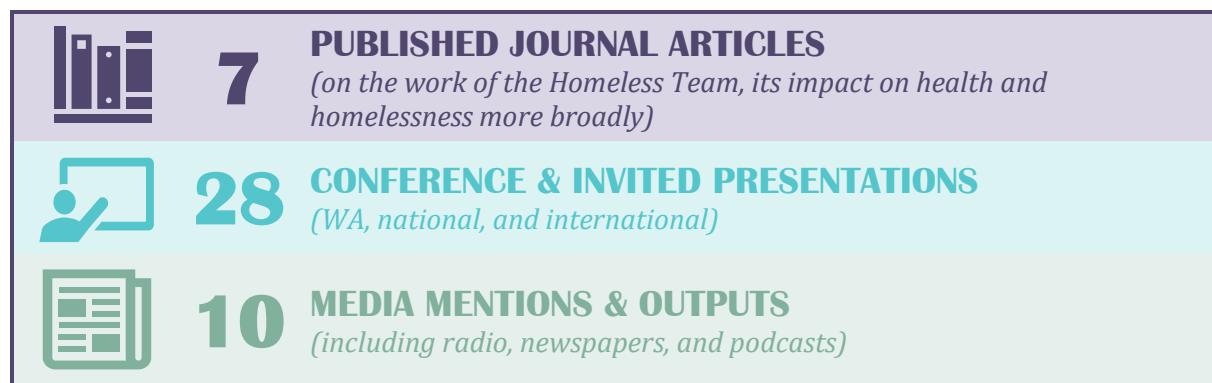 7
PUBLISHED JOURNAL ARTICLES
(on the work of the Homeless Team, its impact on health and
homelessness more broadly)
28
CONFERENCE & INVITED PRESENTATIONS
(WA, national, and international)
10
MEDIA MENTIONS & OUTPUTS
(including radio, newspapers, and podcasts)